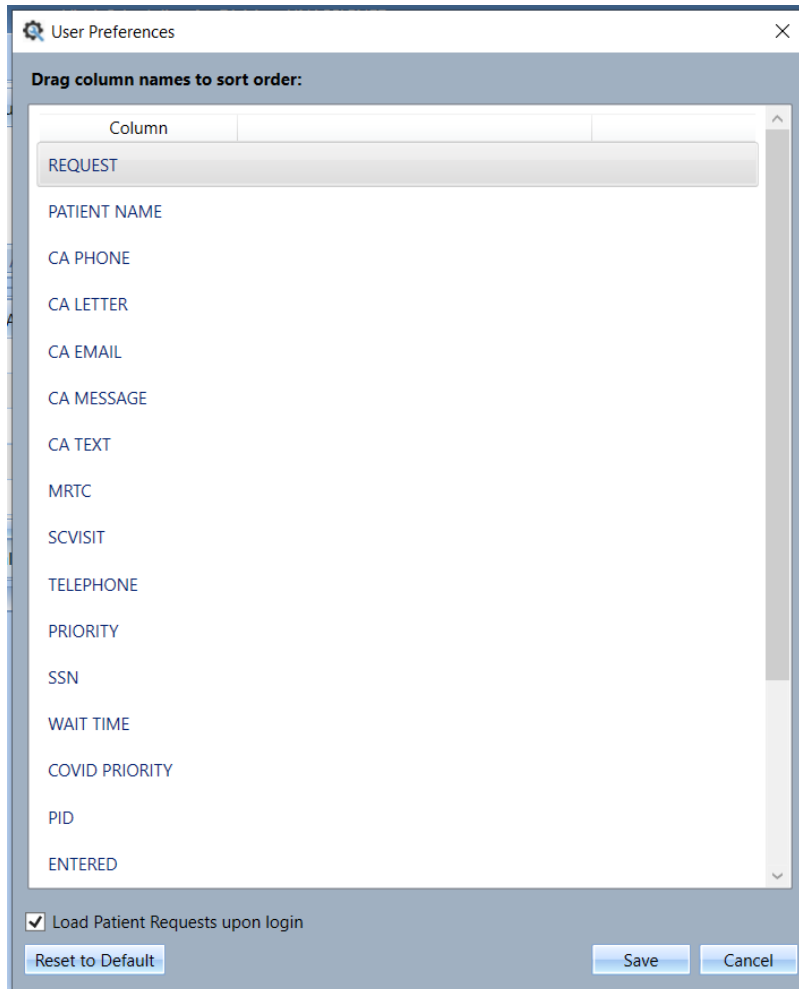 User Preferences
Drag column names to sort order:
Column
REQUEST
PATIENT NAME
CA PHONE
CA LETTER
CA EMAIL
CA MESSAGE
CA TEXT
MRTC
SCVISIT
TELEPHONE
PRIORITY
SSN
WAIT TIME
COVID PRIORITY
PID
ENTERED
Load Patient Requests upon login
Reset to Default Save Cancel